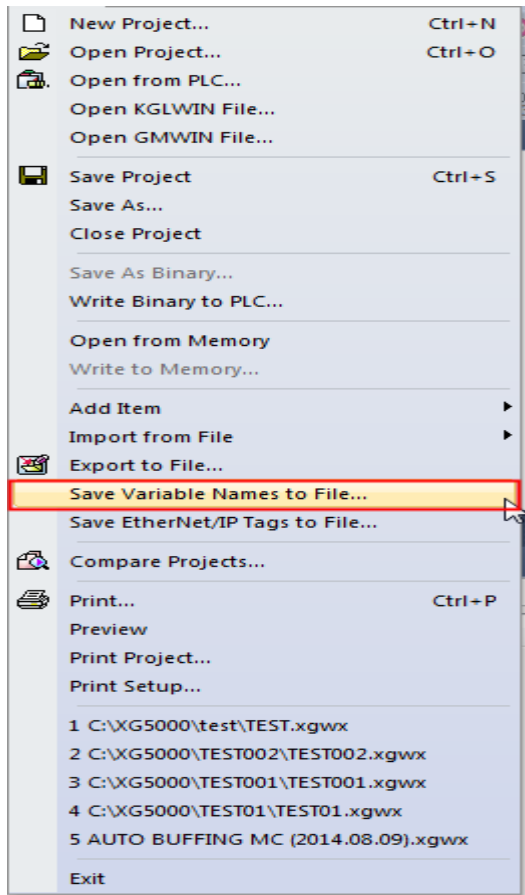 New Project... Ctrl+N
Open Project... Ctrl+O
Open from PLC...
Open KGLWIN File...
Open GMWIN File...
Save Project Ctrl+S
Save As...
Close Project
Save As Binary...
Write Binary to PLC...
Open from Memory
Write to Memory...
Add Item
Import from File
Export to File...
Save Variable Names to File...
Save EtherNet/IP Tags to File...
Compare Projects...
Print... Ctrl+P
Preview
Print Project...
Print Setup...
1 C:\XG5000\test\TEST.xgwx
2 C:\XG5000\TEST002\TEST002.xgwx
3 C:\XG5000\TEST001\TEST001.xgwx
4 C:\XG5000\TEST01\TEST01.xgwx
5 AUTO BUFFING MC (2014.08.09).xgwx
Exit